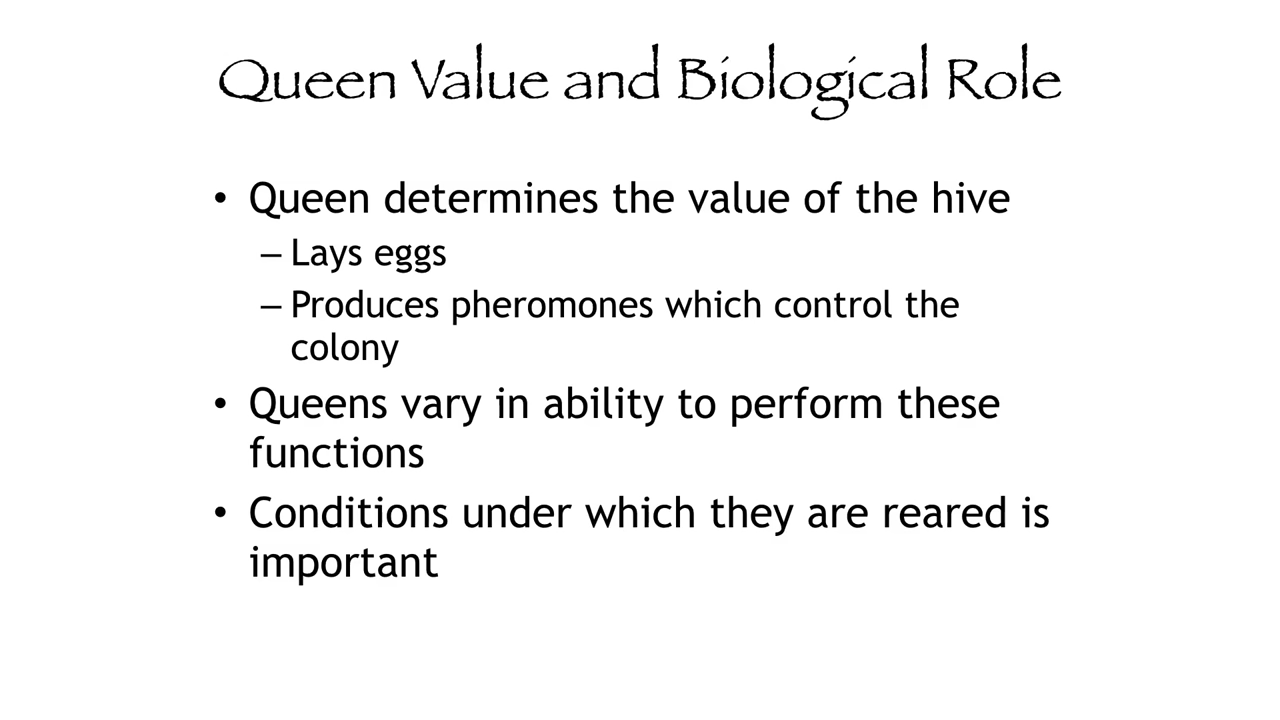 Queen Value and Biological Role
• Queen determines the value of the hive
– Lays eggs
– Produces pheromones which control the
colony
• Queens vary in ability to perform these
functions
• Conditions under which they are reared is
important